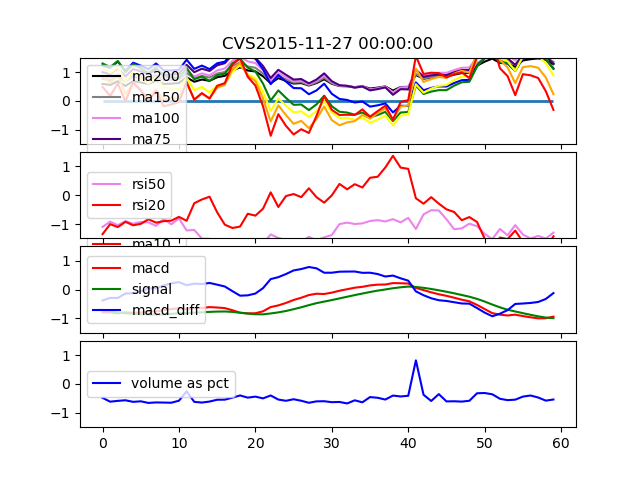 CVS2015-11-27 00:00:00
1
0
−1
ma200
ma150
ma100
ma75
ma10
1
0
−1
rsi50
rsi20
1
0
−1
macd
signal
macd_diff
1
0
−1
volume as pct
0 10 20 30 40 50 60